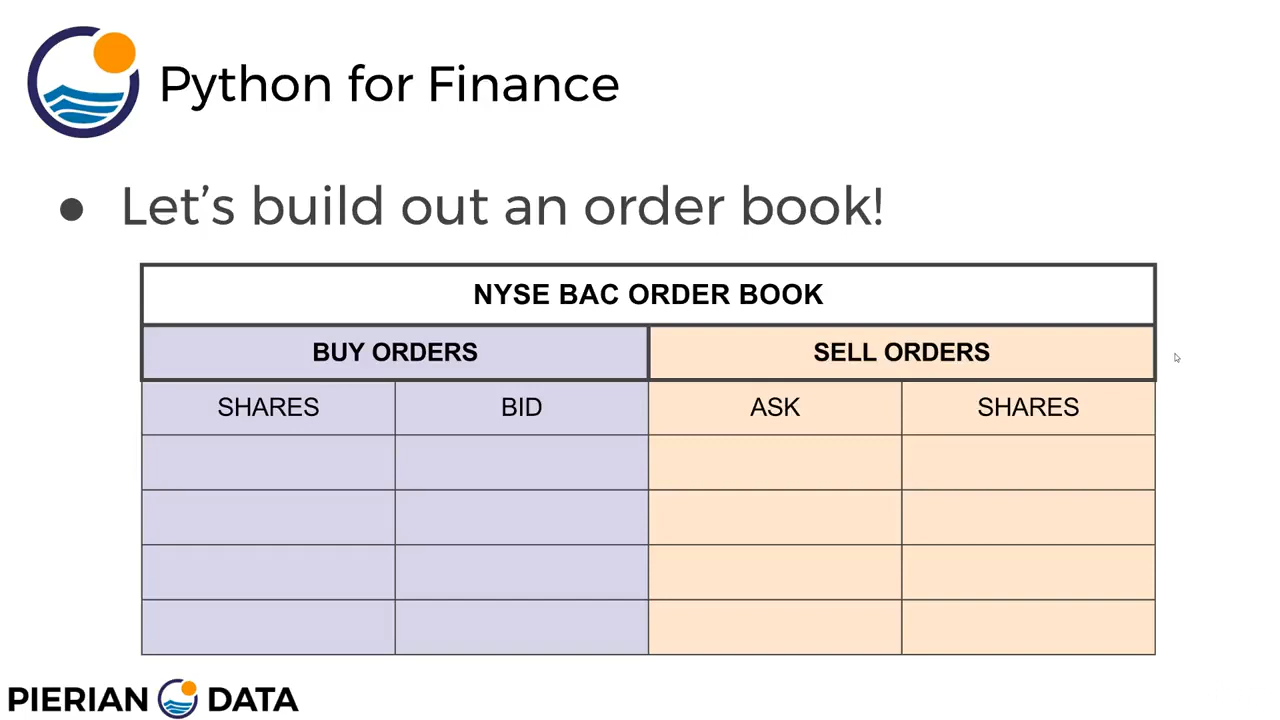 Python for Finance
● Let’s build out an order book!
NYSE BAC ORDER BOOK
BUY ORDERS SELL ORDERS
SHARES BID ASK SHARES
PIERIAN DATA